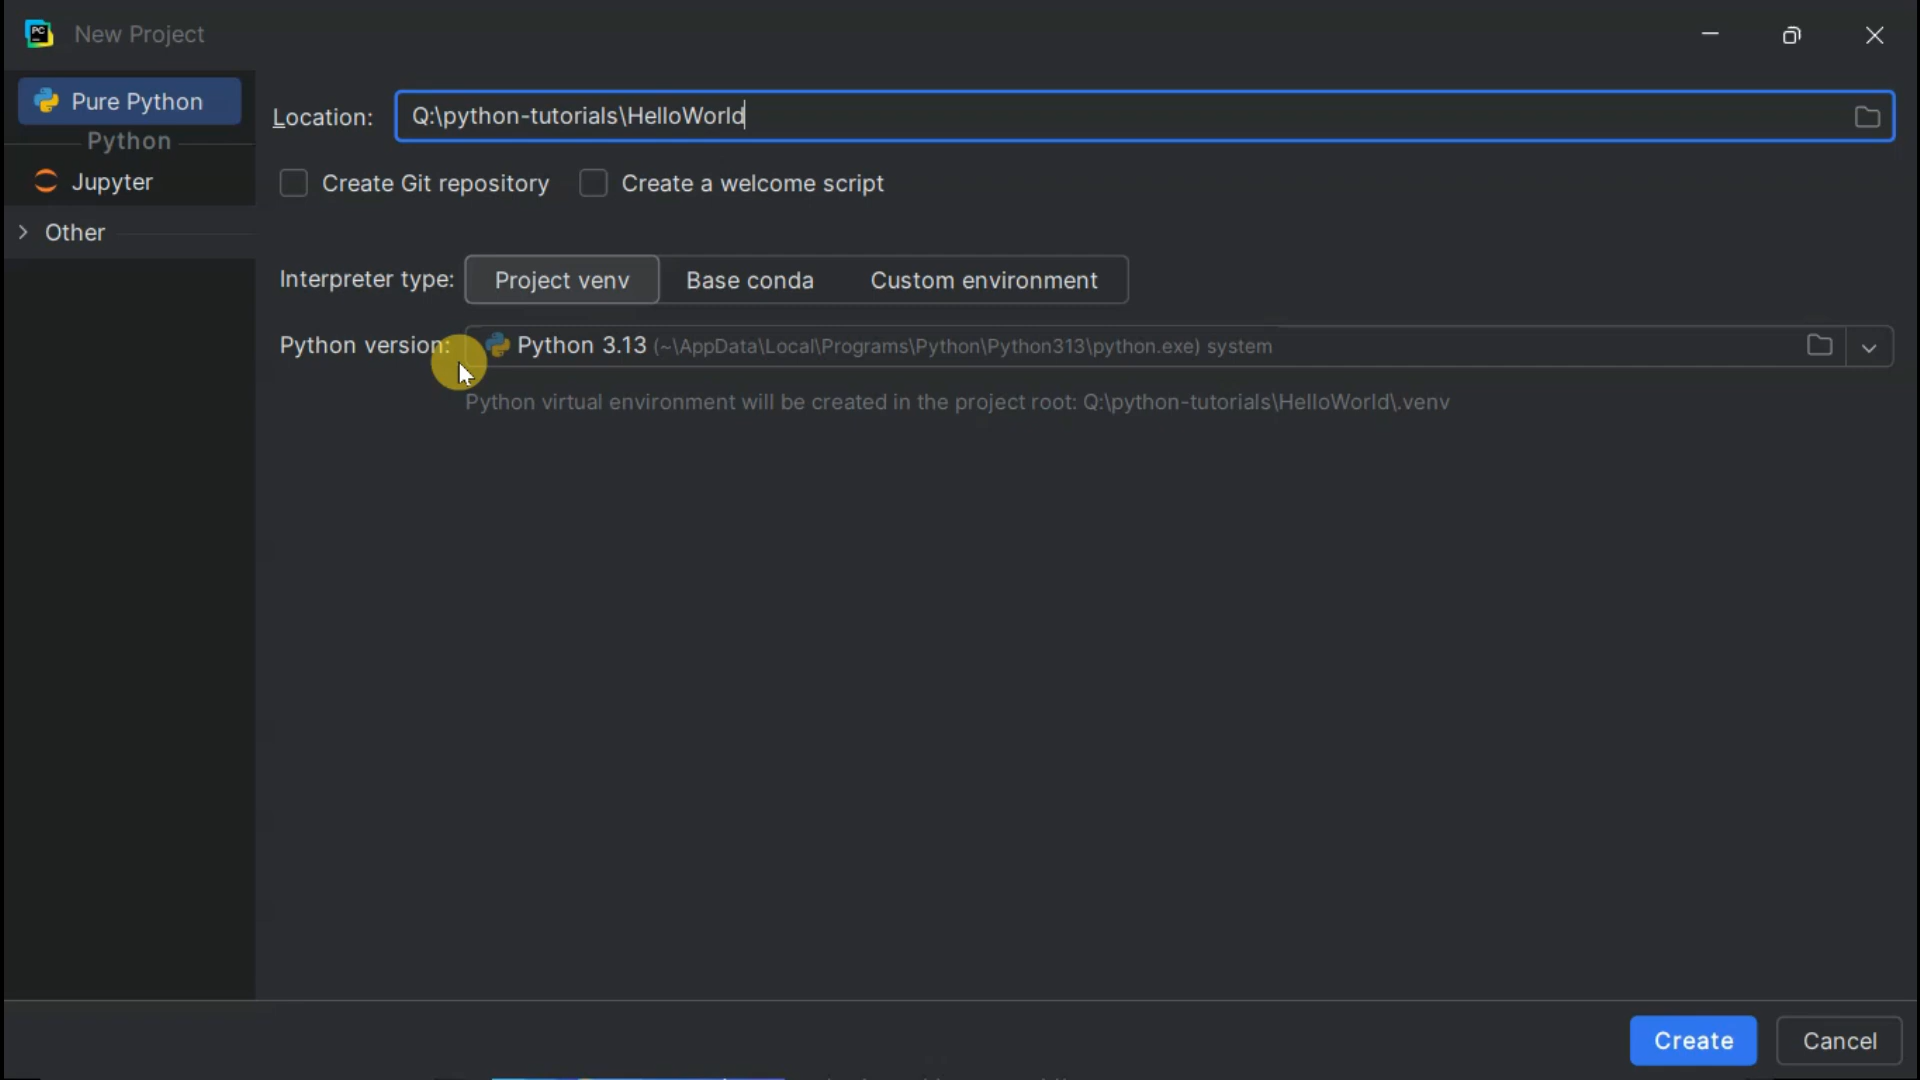 New Project
Pure Python
Python
Jupyter
Other
Location: Q:\python-tutorials\HelloWorld
Create Git repository Create a welcome script
Interpreter type: Project venv Base conda Custom environment
Python version: Python 3.13 (~\AppData\Local\Programs\Python\Python313\python.exe) system
Python virtual environment will be created in the project root: Q:\python-tutorials\HelloWorld\.venv
Create Cancel